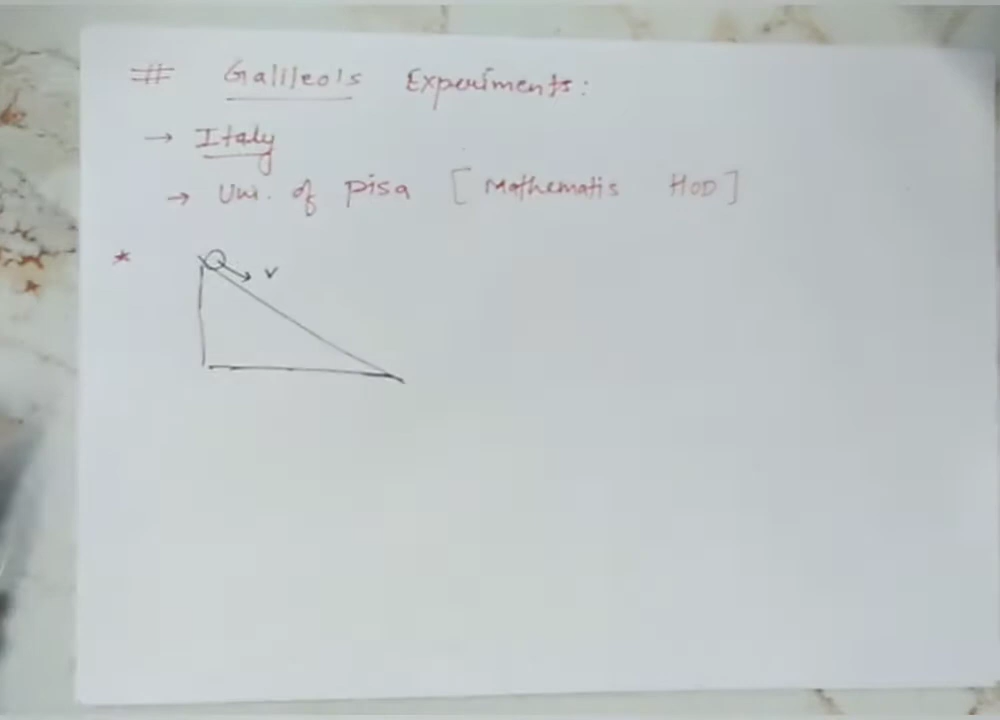 # Galileo's Experiments:
→ Italy
→ Uni. of Pisa [Mathematis HOD]
*
v